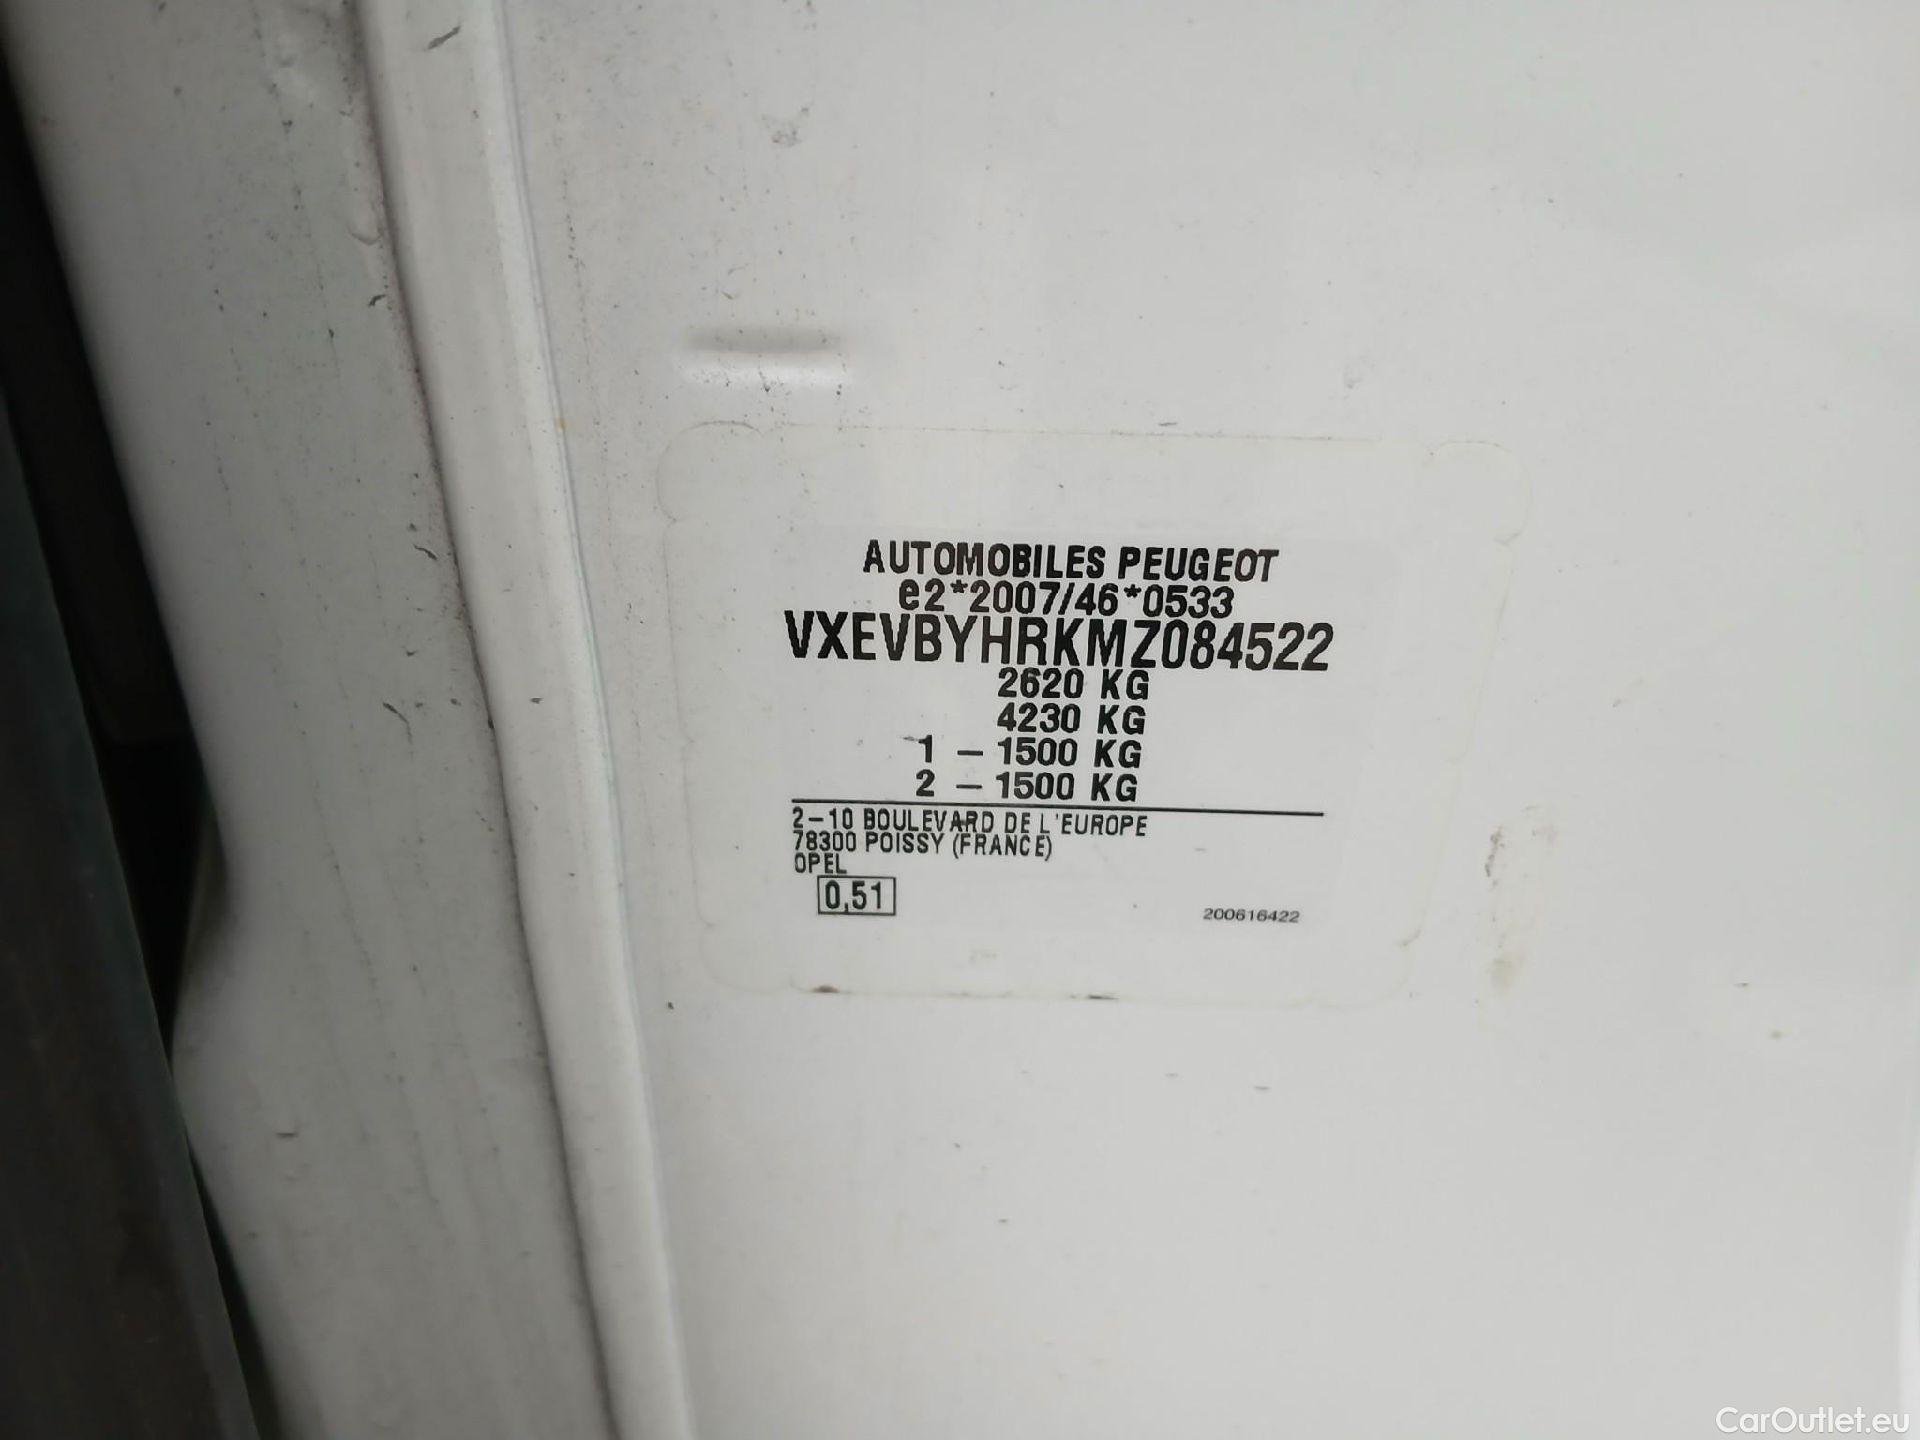 AUTOMOBILES PEUGEOT
e2*2007/46*0533
VXEVBYHRKMZ084522
2620 KG
4230 KG
1 - 1500 KG
2 - 1500 KG
2-10 BOULEVARD DE L'EUROPE
78300 POISSY (FRANCE)
OPEL
0,51
200616422
CarOutlet.eu